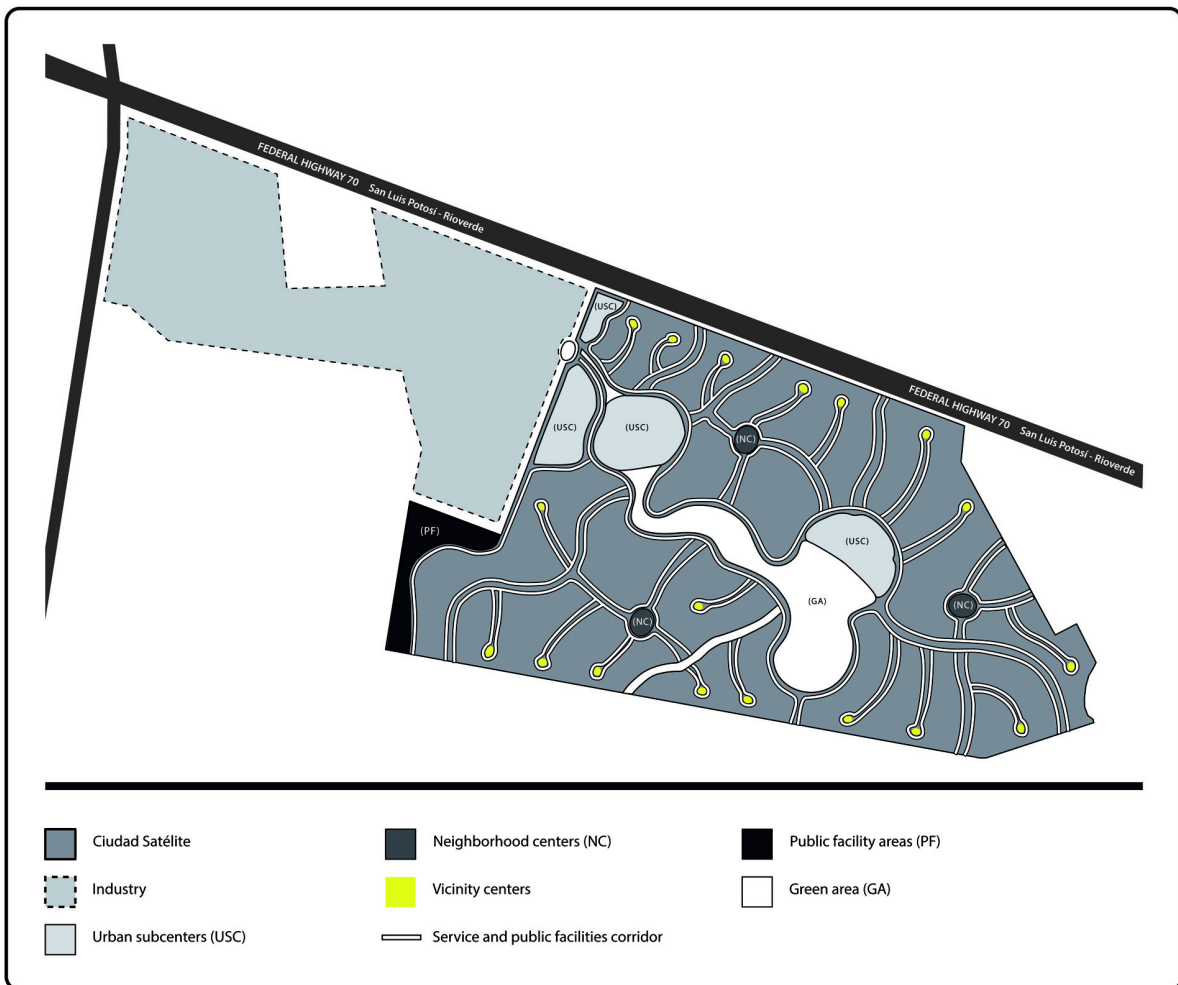 FEDERAL HIGHWAY 70 San Luis Potosí - Rioverde
(USC)
(USC)
(USC)
FEDERAL HIGHWAY 70 San Luis Potosí - Rioverde
(NC)
(PF)
(USC)
(GA)
(NC)
(NC)
Ciudad Satélite
Neighborhood centers (NC)
Public facility areas (PF)
Industry
Vicinity centers
Green area (GA)
Urban subcenters (USC)
Service and public facilities corridor